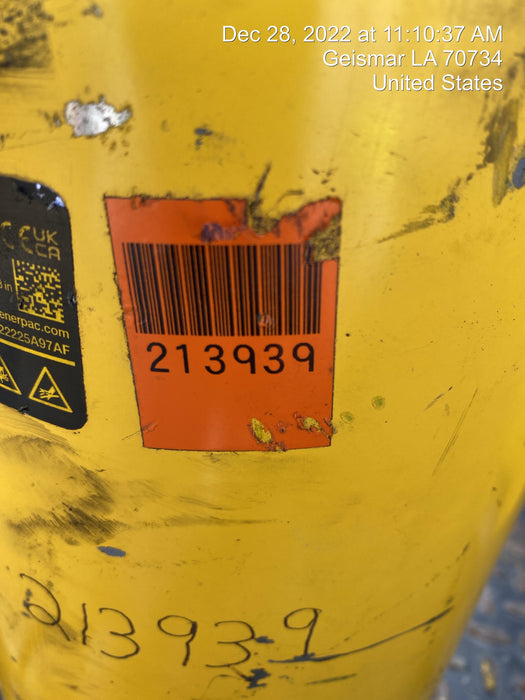 Dec 28, 2022 at 11:10:37 AM
Geismar LA 70734
United States
UK
CA
in
enerpac.com
22225A97AF
213939
213939